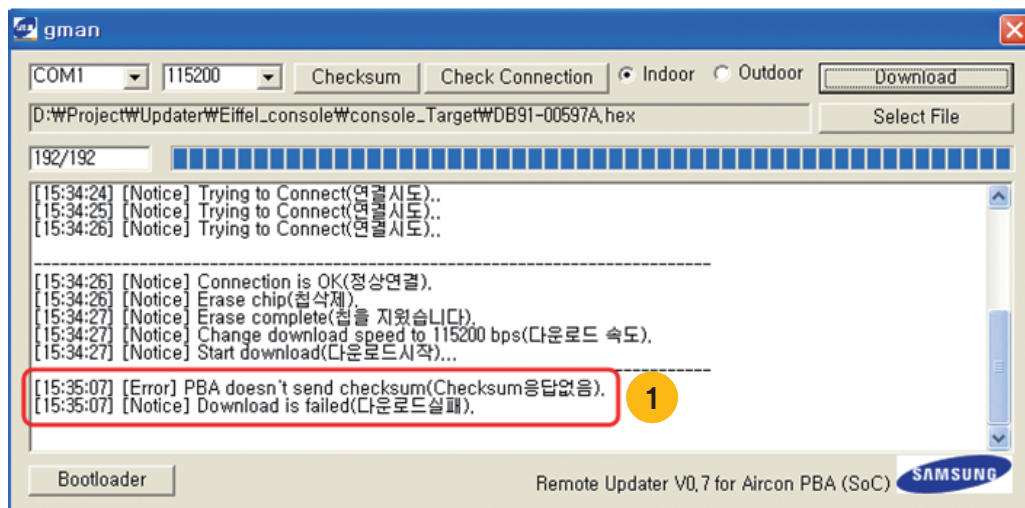 gman
COM1 115200 Checksum Check Connection Indoor Outdoor Download
D:₩Project₩Updater₩Eiffel_console₩console_Target₩DB91-00597A.hex Select File
192/192
[15:34:24] [Notice] Trying to Connect(연결시도)..
[15:34:25] [Notice] Trying to Connect(연결시도)..
[15:34:26] [Notice] Trying to Connect(연결시도)..
--------------------------------------------------------------------------------
[15:34:26] [Notice] Connection is OK(정상연결).
[15:34:26] [Notice] Erase chip(칩삭제).
[15:34:27] [Notice] Erase complete(칩을 지웠습니다).
[15:34:27] [Notice] Change download speed to 115200 bps(다운로드 속도).
[15:34:27] [Notice] Start download(다운로드시작)...
--------------------------------------------------------------------------------
[15:35:07] [Error] PBA doesn't send checksum(Checksum응답없음).
[15:35:07] [Notice] Download is failed(다운로드실패).
1
Bootloader Remote Updater V0.7 for Aircon PBA (SoC) SAMSUNG